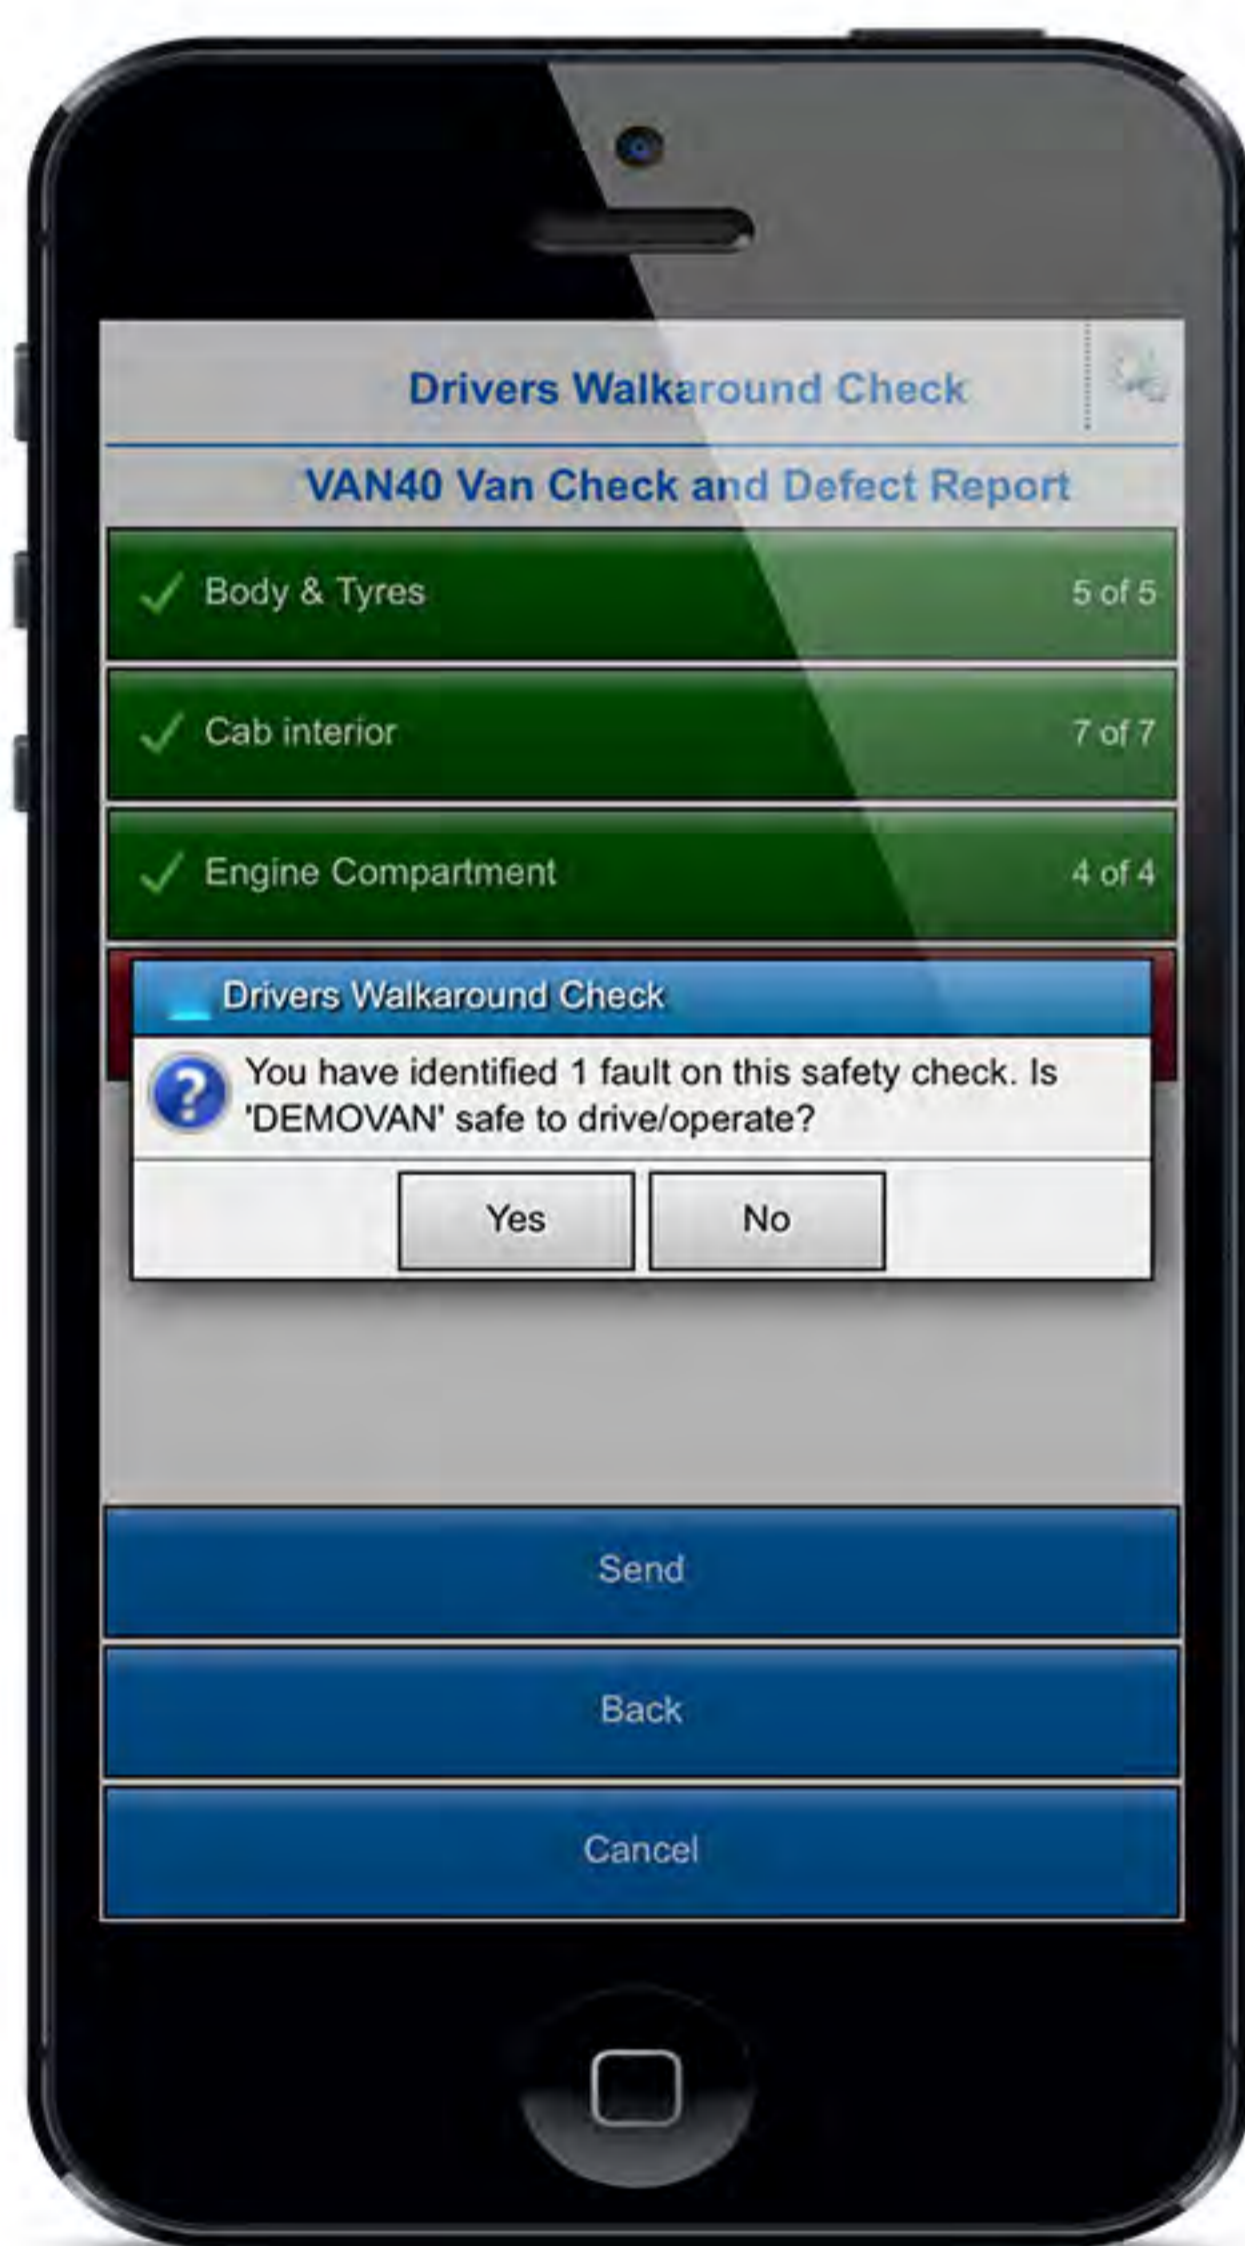 Drivers Walkaround Check
VAN40 Van Check and Defect Report
Body & Tyres 5 of 5
Cab interior 7 of 7
Engine Compartment 4 of 4
Drivers Walkaround Check
You have identified 1 fault on this safety check. Is
'DEMOVAN' safe to drive/operate?
Yes No
Send
Back
Cancel